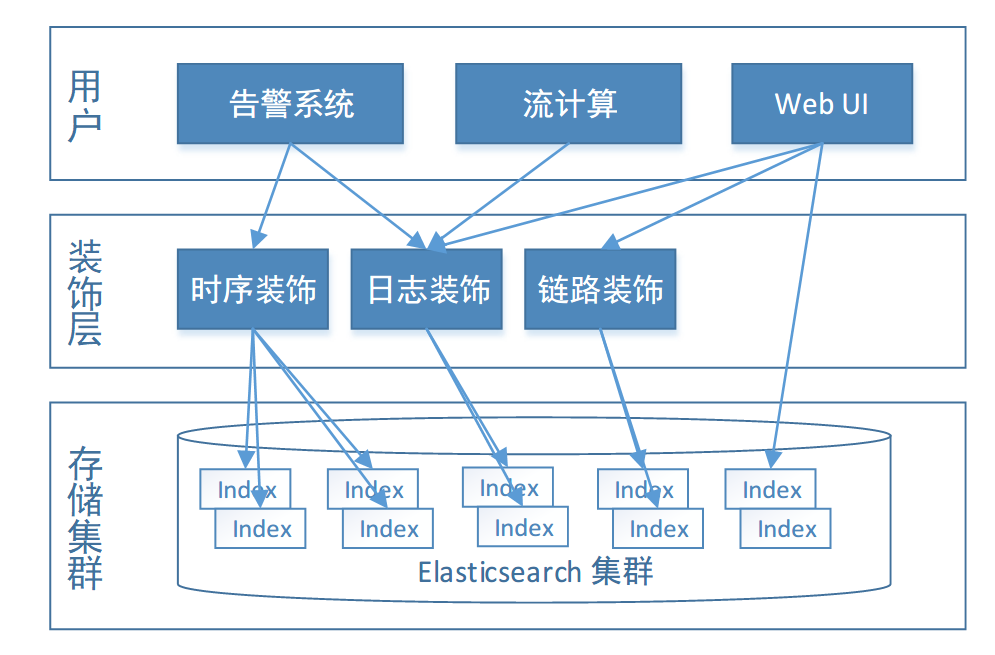 用户
告警系统
流计算
Web UI
装饰层
时序装饰
日志装饰
链路装饰
存储集群
Index
Index
Index
Index
Index
Index
Index
Index
Index
Index
Elasticsearch 集群